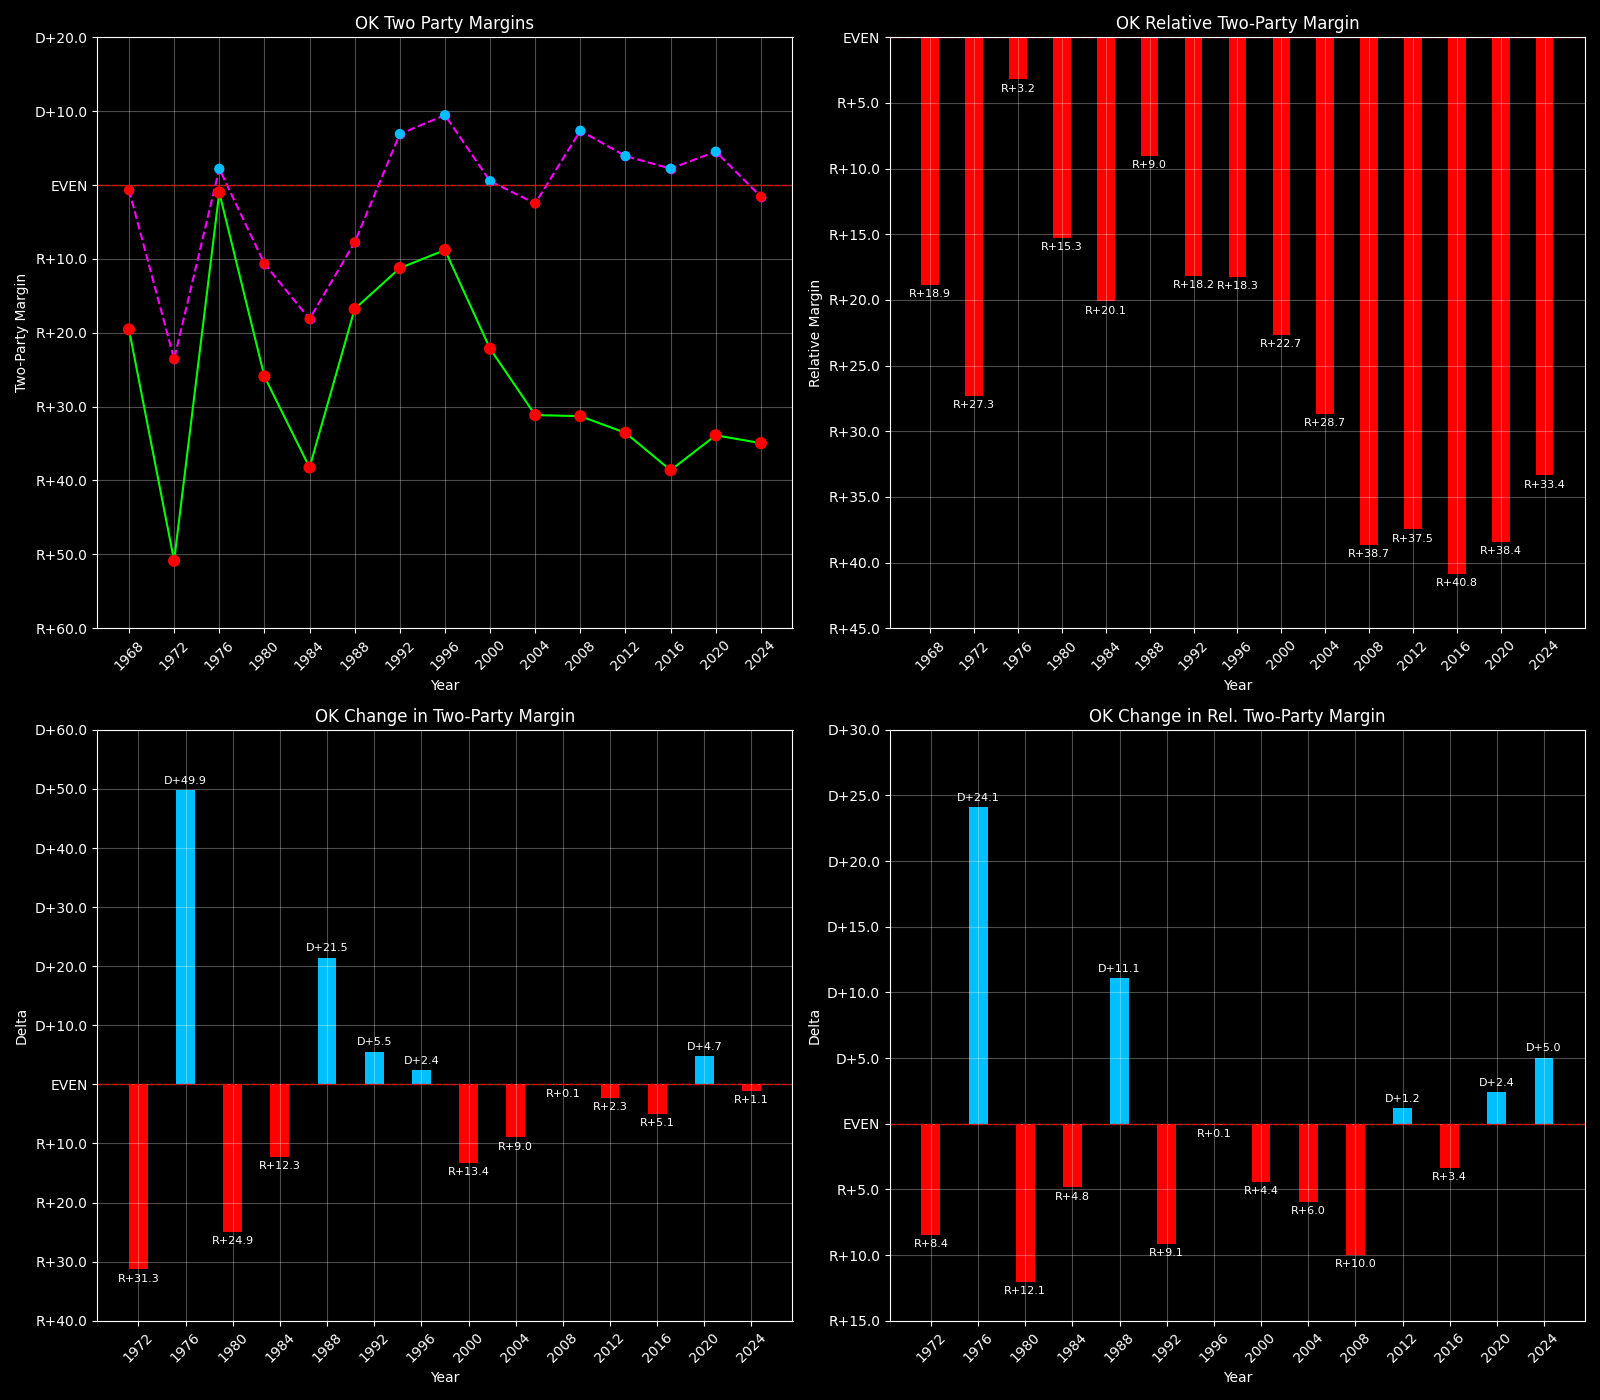 OK Two Party Margins
D+20.0
D+10.0
EVEN
R+10.0
R+20.0
R+30.0
R+40.0
R+50.0
R+60.0
Two-Party Margin
1968
1972
1976
1980
1984
1988
1992
1996
2000
2004
2008
2012
2016
2020
2024
Year
OK Relative Two-Party Margin
EVEN
R+5.0
R+10.0
R+15.0
R+20.0
R+25.0
R+30.0
R+35.0
R+40.0
R+45.0
Relative Margin
R+18.9
R+27.3
R+3.2
R+15.3
R+20.1
R+9.0
R+18.2
R+18.3
R+22.7
R+28.7
R+38.7
R+37.5
R+40.8
R+38.4
R+33.4
1968
1972
1976
1980
1984
1988
1992
1996
2000
2004
2008
2012
2016
2020
2024
Year
OK Change in Two-Party Margin
D+60.0
D+50.0
D+40.0
D+30.0
D+20.0
D+10.0
EVEN
R+10.0
R+20.0
R+30.0
R+40.0
Delta
R+31.3
D+49.9
R+24.9
R+12.3
D+21.5
D+5.5
D+2.4
R+13.4
R+9.0
R+0.1
R+2.3
R+5.1
D+4.7
R+1.1
1972
1976
1980
1984
1988
1992
1996
2000
2004
2008
2012
2016
2020
2024
Year
OK Change in Rel. Two-Party Margin
D+30.0
D+25.0
D+20.0
D+15.0
D+10.0
D+5.0
EVEN
R+5.0
R+10.0
R+15.0
Delta
R+8.4
D+24.1
R+12.1
R+4.8
D+11.1
R+9.1
R+0.1
R+4.4
R+6.0
R+10.0
D+1.2
R+3.4
D+2.4
D+5.0
1972
1976
1980
1984
1988
1992
1996
2000
2004
2008
2012
2016
2020
2024
Year